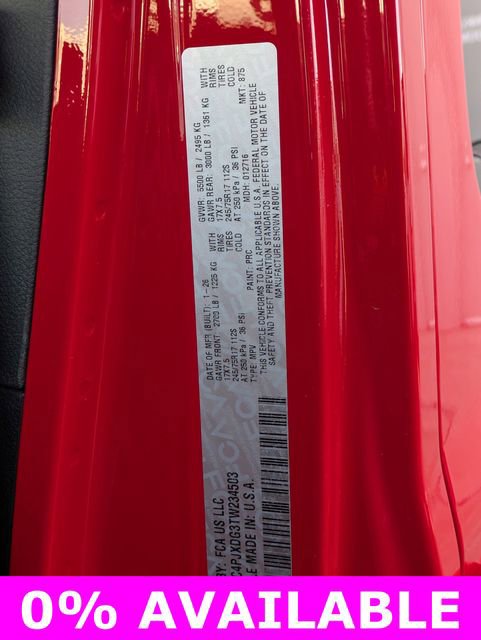 BY: FCA US LLC
DATE OF MFR (BUILT): 1-26
GVWR: 5500 LB / 2495 KG
GAWR FRONT: 2700 LB / 1225 KG WITH
GAWR REAR: 3000 LB / 1361 KG WITH
17X7.5 RIMS
17X7.5 RIMS
245/75R17 112S TIRES
245/75R17 112S TIRES
AT 250 kPa / 36 PSI COLD
AT 250 kPa / 36 PSI COLD
TYPE: MPV
PAINT: PRC
MDH: 012716
MKT: 875
THIS VEHICLE CONFORMS TO ALL APPLICABLE U.S.A. FEDERAL MOTOR VEHICLE
SAFETY AND THEFT PREVENTION STANDARDS IN EFFECT ON THE DATE OF
MANUFACTURE SHOWN ABOVE.
C4PJXDG3TW234503
LE MADE IN: U.S.A.
0% AVAILABLE